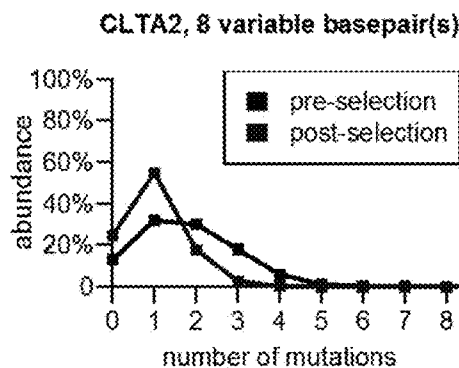 CLTA2, 8 variable basepair(s)
100%
80%
60%
40%
20%
0
abundance
pre-selection
post-selection
0 1 2 3 4 5 6 7 8
number of mutations